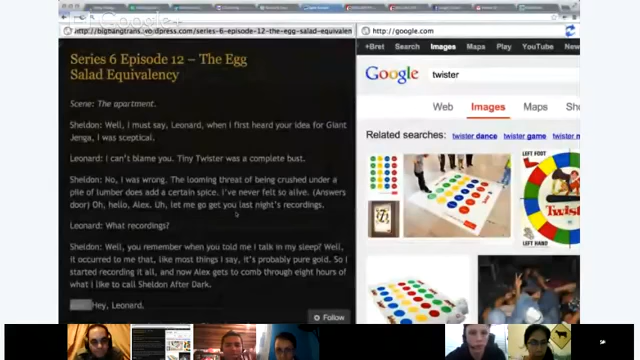 http://bigbangtrans.wordpress.com/series-6-episode-12-the-egg-salad-equivalen
http://google.com
Series 6 Episode 12 – The Egg
Salad Equivalency
Scene: The apartment.
Sheldon: Well, I must say, Leonard, when I first heard your idea for Giant
Jenga, I was sceptical.
Leonard: I can't blame you. Tiny Twister was a complete bust.
Sheldon: No, I was wrong. The looming threat of being crushed under a
pile of lumber does add a certain spice. I've never felt so alive. (Answers
door) Oh, hello, Alex. Uh, let me go get you last night's recordings.
Leonard: What recordings?
Sheldon: Well, you remember when you told me I talk in my sleep? Well,
it occurred to me that, like most things I say, it's probably pure gold. So I
started recording it all, and now Alex gets to comb through eight hours of
what I like to call Sheldon After Dark.
Hey, Leonard.
Follow
+Bret Search Images Maps Play YouTube News
Google
twister
Web Images Maps Sho
Related searches: twister dance twister game twister m
LEFT FOOT
Twis
LEFT HAND